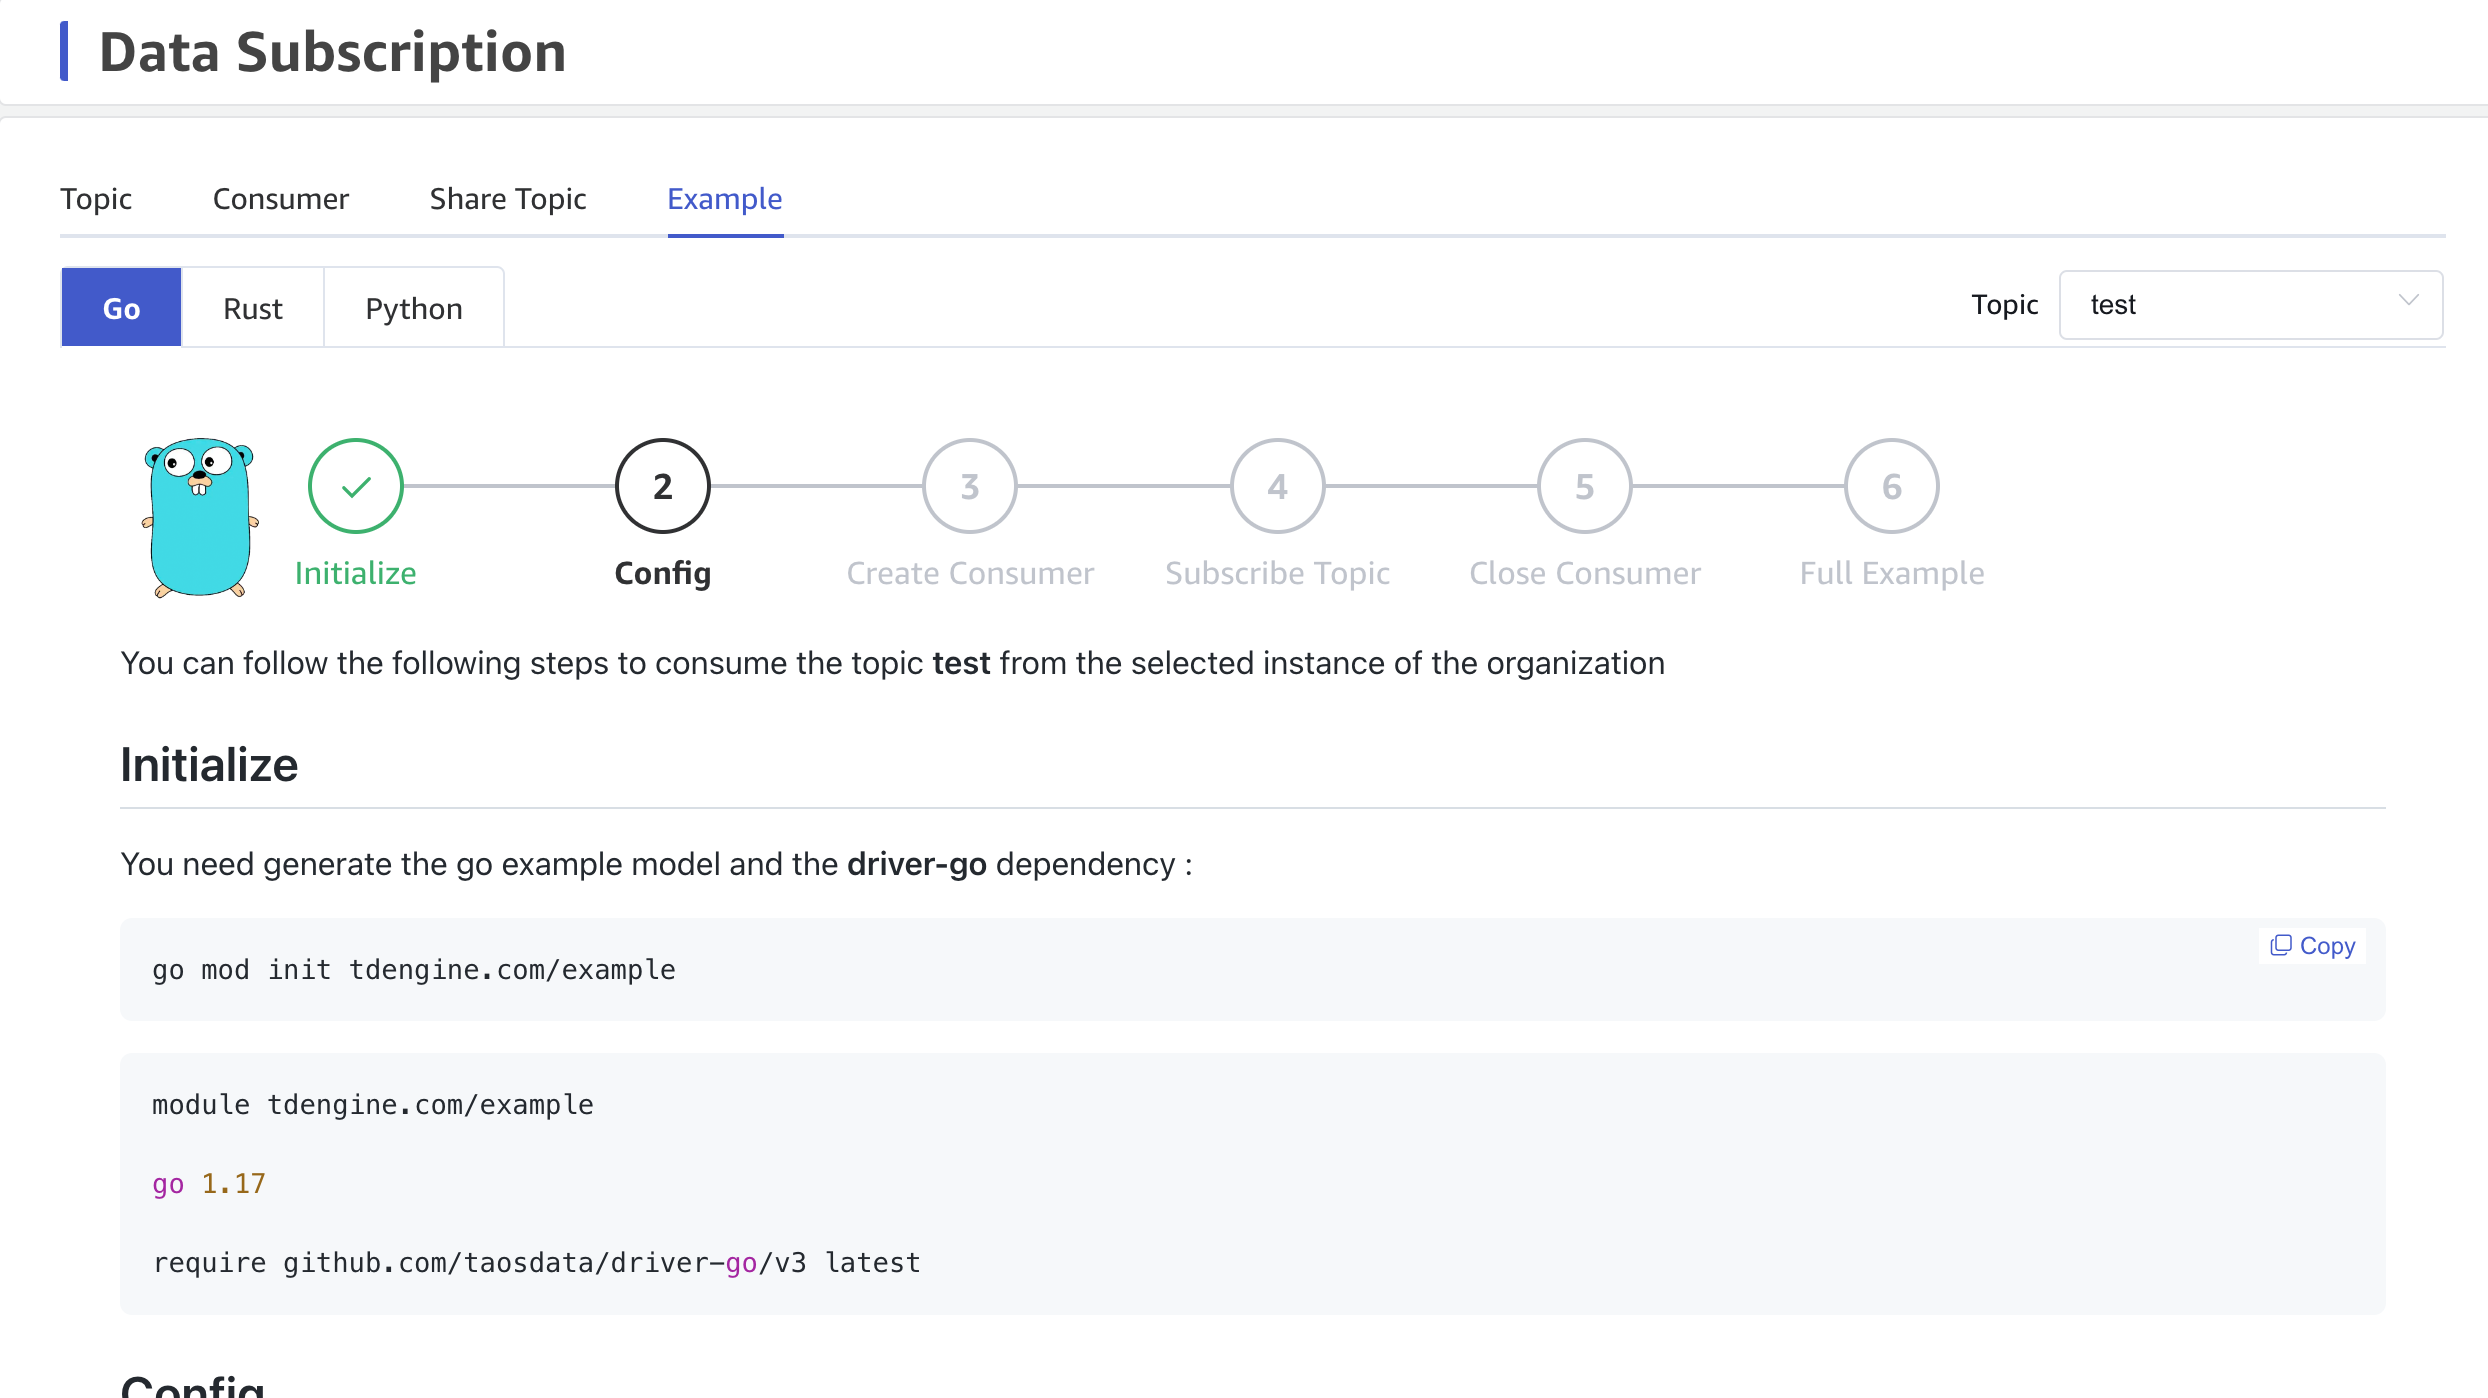 Data Subscription
Topic Consumer Share Topic Example
Go Rust Python Topic test
2 3 4 5 6
Initialize Config Create Consumer Subscribe Topic Close Consumer Full Example
You can follow the following steps to consume the topic test from the selected instance of the organization
Initialize
You need generate the go example model and the driver-go dependency :
Copy
go mod init tdengine.com/example
module tdengine.com/example
go 1.17
require github.com/taosdata/driver-go/v3 latest
Config